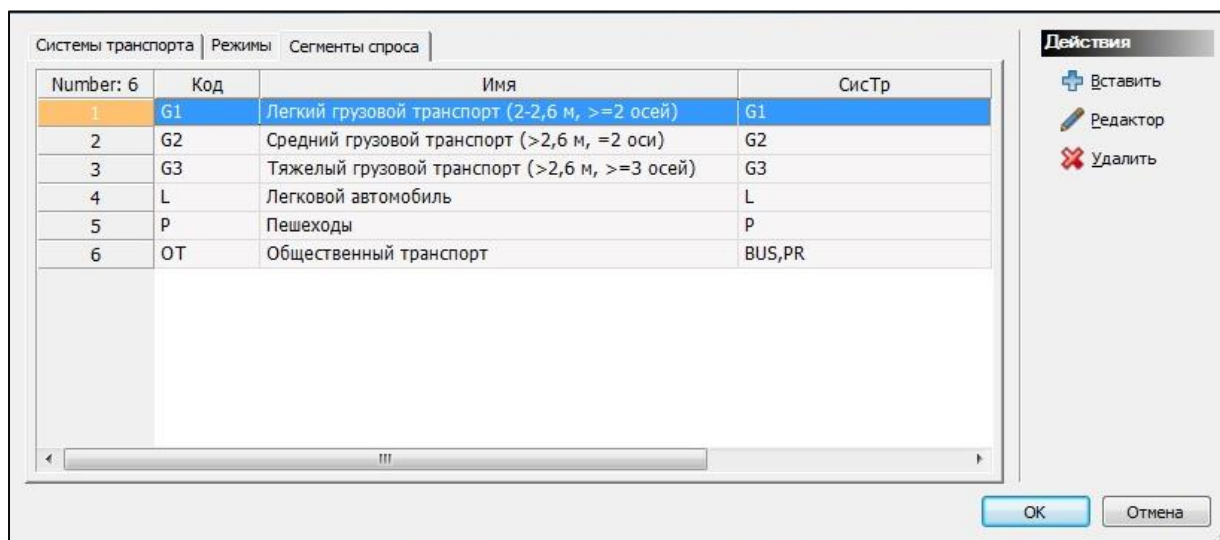 Системы транспорта Режимы Сегменты спроса
Number: 6 Код Имя СисТр
1 G1 Легкий грузовой транспорт (2-2,6 м, >=2 осей) G1
2 G2 Средний грузовой транспорт (>2,6 м, =2 оси) G2
3 G3 Тяжелый грузовой транспорт (>2,6 м, >=3 осей) G3
4 L Легковой автомобиль L
5 P Пешеходы P
6 ОТ Общественный транспорт BUS,PR
Действия
Вставить
Редактор
Удалить
OK Отмена